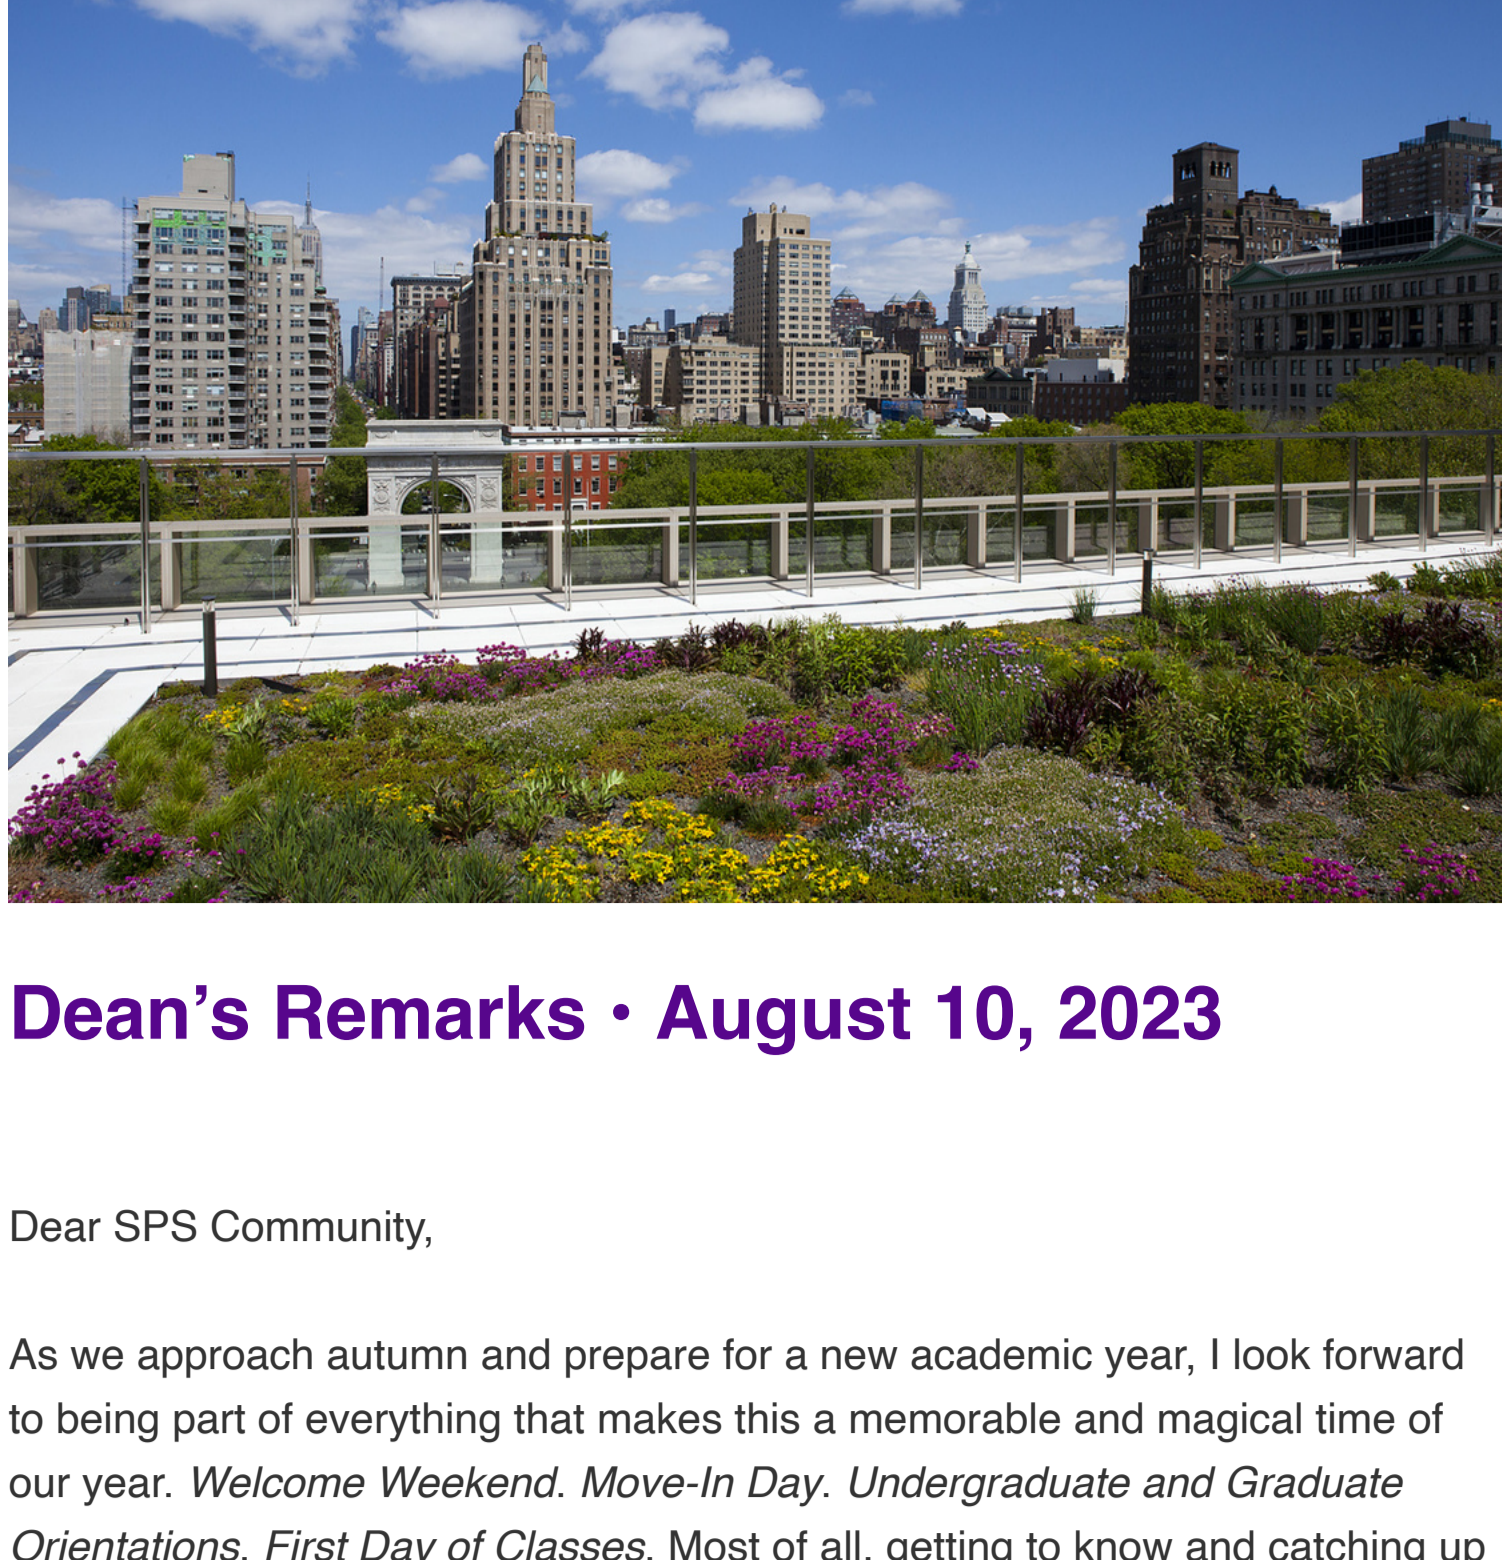 Dean’s Remarks • August 10, 2023
Dear SPS Community,
As we approach autumn and prepare for a new academic year, I look forward
to being part of everything that makes this a memorable and magical time of
our year. Welcome Weekend. Move-In Day. Undergraduate and Graduate
Orientations. First Day of Classes. Most of all, getting to know and catching up